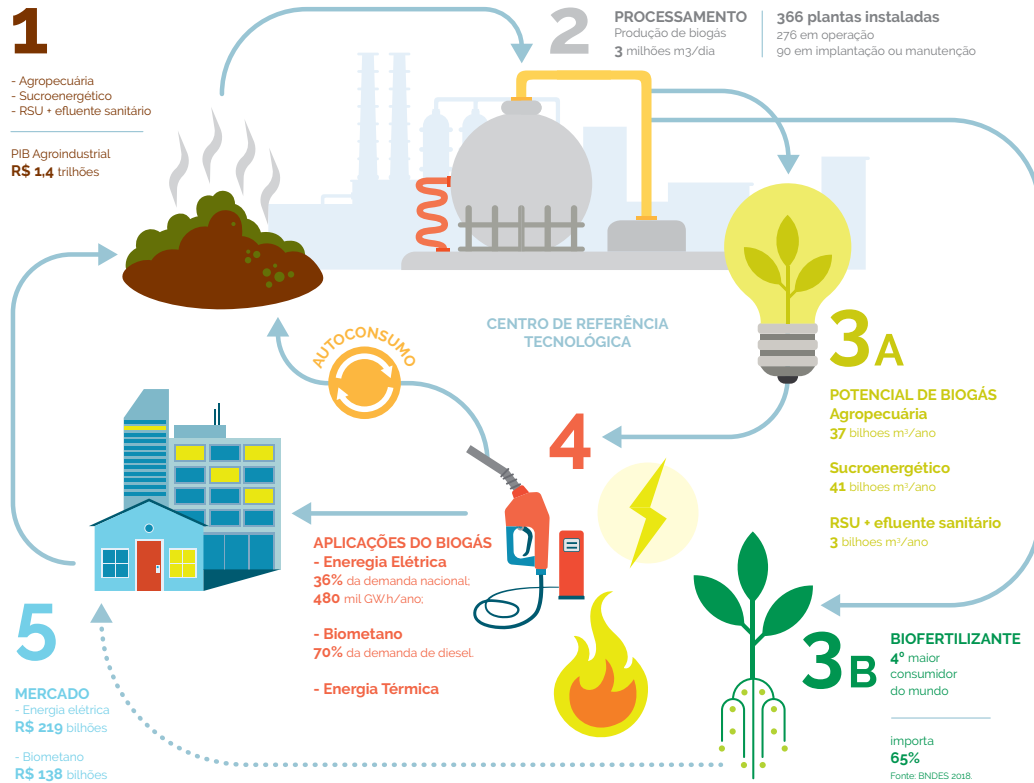 1
- Agropecuária
- Sucroenergético
- RSU + efluente sanitário
PIB Agroindustrial
R$ 1,4 trilhões
2
PROCESSAMENTO
Produção de biogás
3 milhões m3/dia
366 plantas instaladas
276 em operação
90 em implantação ou manutenção
CENTRO DE REFERÊNCIA
TECNOLÓGICA
AUTOCONSUMO
3A
POTENCIAL DE BIOGÁS
Agropecuária
37 bilhoes m³/ano
Sucroenergético
41 bilhoes m³/ano
RSU + efluente sanitário
3 bilhoes m³/ano
4
APLICAÇÕES DO BIOGÁS
- Eneregia Elétrica
36% da demanda nacional;
480 mil GW.h/ano;
- Biometano
70% da demanda de diesel.
- Energia Térmica
3B
BIOFERTILIZANTE
4º maior
consumidor
do mundo
importa
65%
Fonte: BNDES 2018.
5
MERCADO
- Energia elétrica
R$ 219 bilhões
- Biometano
R$ 138 bilhões